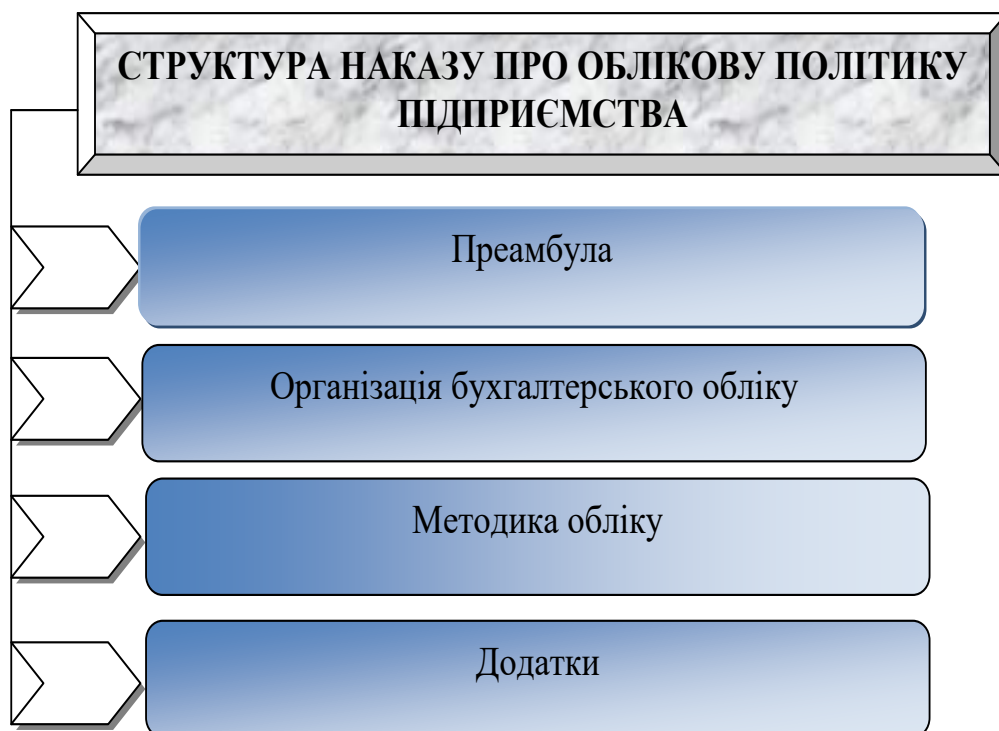 СТРУКТУРА НАКАЗУ ПРО ОБЛІКОВУ ПОЛІТИКУ
ПІДПРИЄМСТВА
Преамбула
Організація бухгалтерського обліку
Методика обліку
Додатки